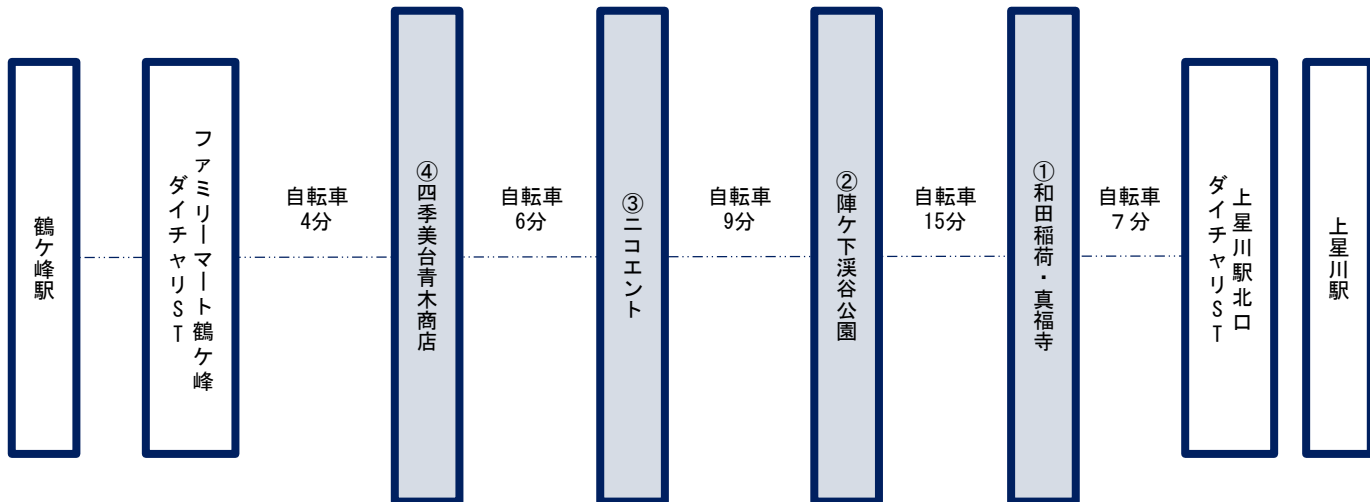 鶴ケ峰駅
ファミリーマート鶴ケ峰
ダイチャリST
自転車
4分
④四季美台青木商店
自転車
6分
③ニコエント
自転車
9分
②陣ケ下渓谷公園
自転車
15分
①和田稲荷・真福寺
自転車
７分
上星川駅北口
ダイチャリST
上星川駅